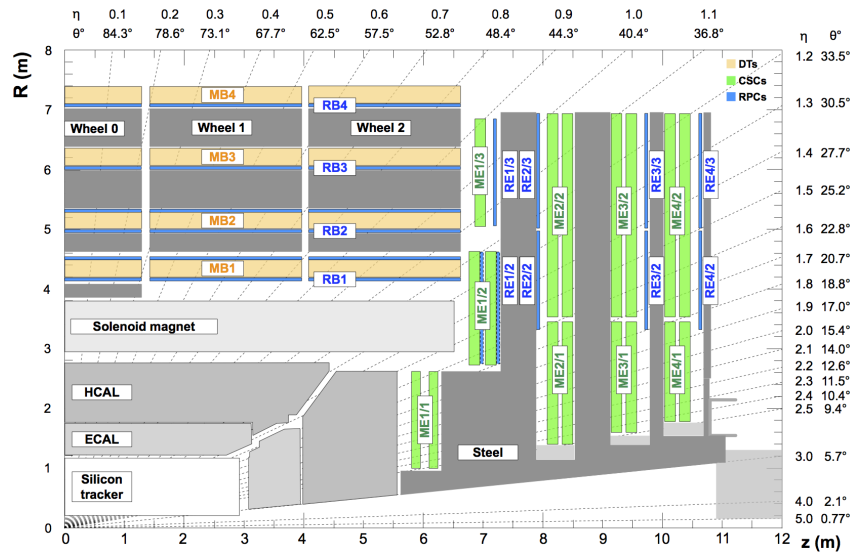 η 0.1 0.2 0.3 0.4 0.5 0.6 0.7 0.8 0.9 1.0 1.1
θ° 84.3° 78.6° 73.1° 67.7° 62.5° 57.5° 52.8° 48.4° 44.3° 40.4° 36.8° η θ°
R (m)
8
7
6
5
4
3
2
1
0
1.2 33.5°
1.3 30.5°
1.4 27.7°
1.5 25.2°
1.6 22.8°
1.7 20.7°
1.8 18.8°
1.9 17.0°
2.0 15.4°
2.1 14.0°
2.2 12.6°
2.3 11.5°
2.4 10.4°
2.5 9.4°
3.0 5.7°
4.0 2.1°
5.0 0.77°
DTs
CSCs
RPCs
MB4
RB4
Wheel 0
Wheel 1
Wheel 2
MB3
RB3
MB2
RB2
MB1
RB1
Solenoid magnet
HCAL
ECAL
Silicon
tracker
Steel
ME1/3
ME1/2
ME1/1
RE1/3
RE2/3
RE1/2
RE2/2
ME2/2
ME2/1
ME3/2
ME3/1
RE3/3
RE3/2
ME4/2
ME4/1
RE4/3
RE4/2
0 1 2 3 4 5 6 7 8 9 10 11 12
z (m)